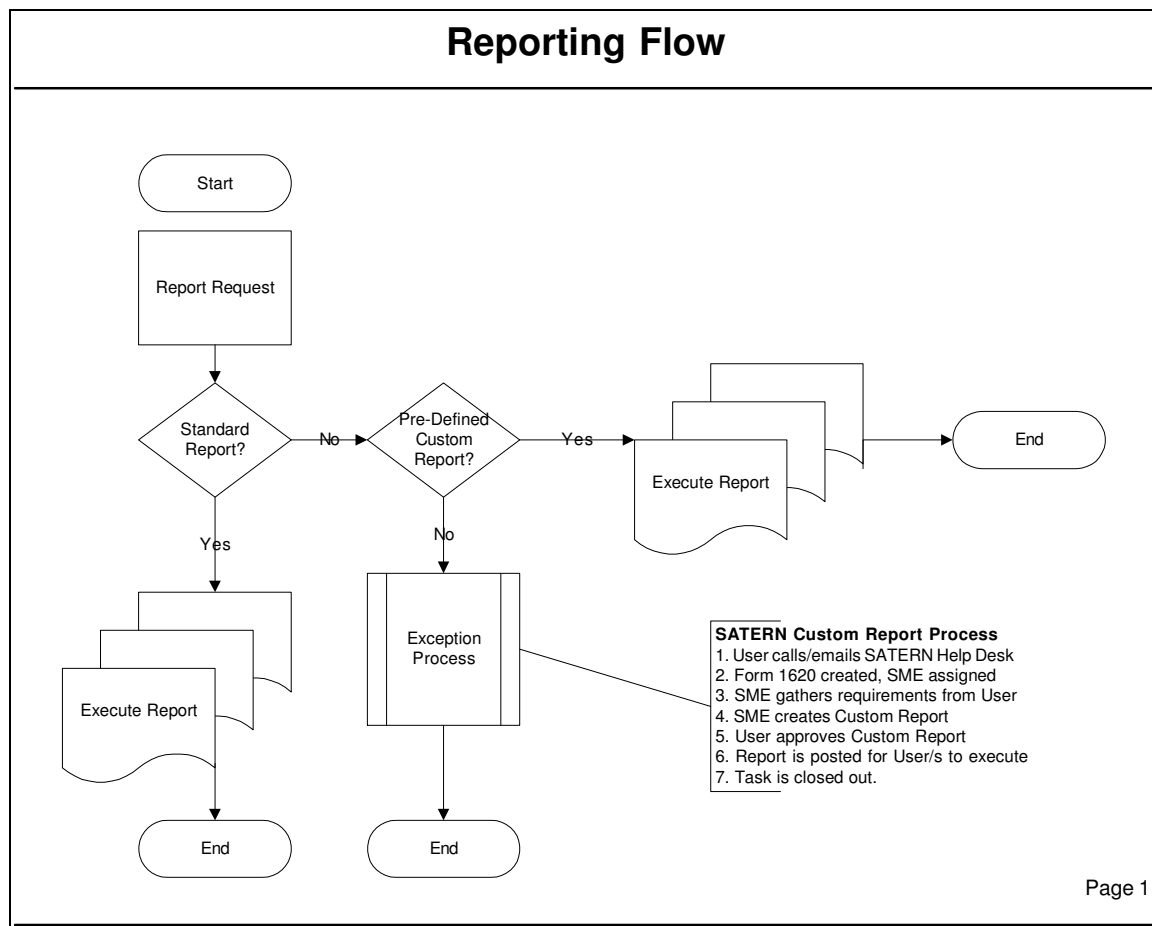 Reporting Flow
Start
Report Request
Standard
Report?
No
Pre-Defined
Custom
Report?
Yes
Execute Report
End
Yes
No
Execute Report
Exception
Process
SATERN Custom Report Process
1. User calls/emails SATERN Help Desk
2. Form 1620 created, SME assigned
3. SME gathers requirements from User
4. SME creates Custom Report
5. User approves Custom Report
6. Report is posted for User/s to execute
7. Task is closed out.
End
End
Page 1